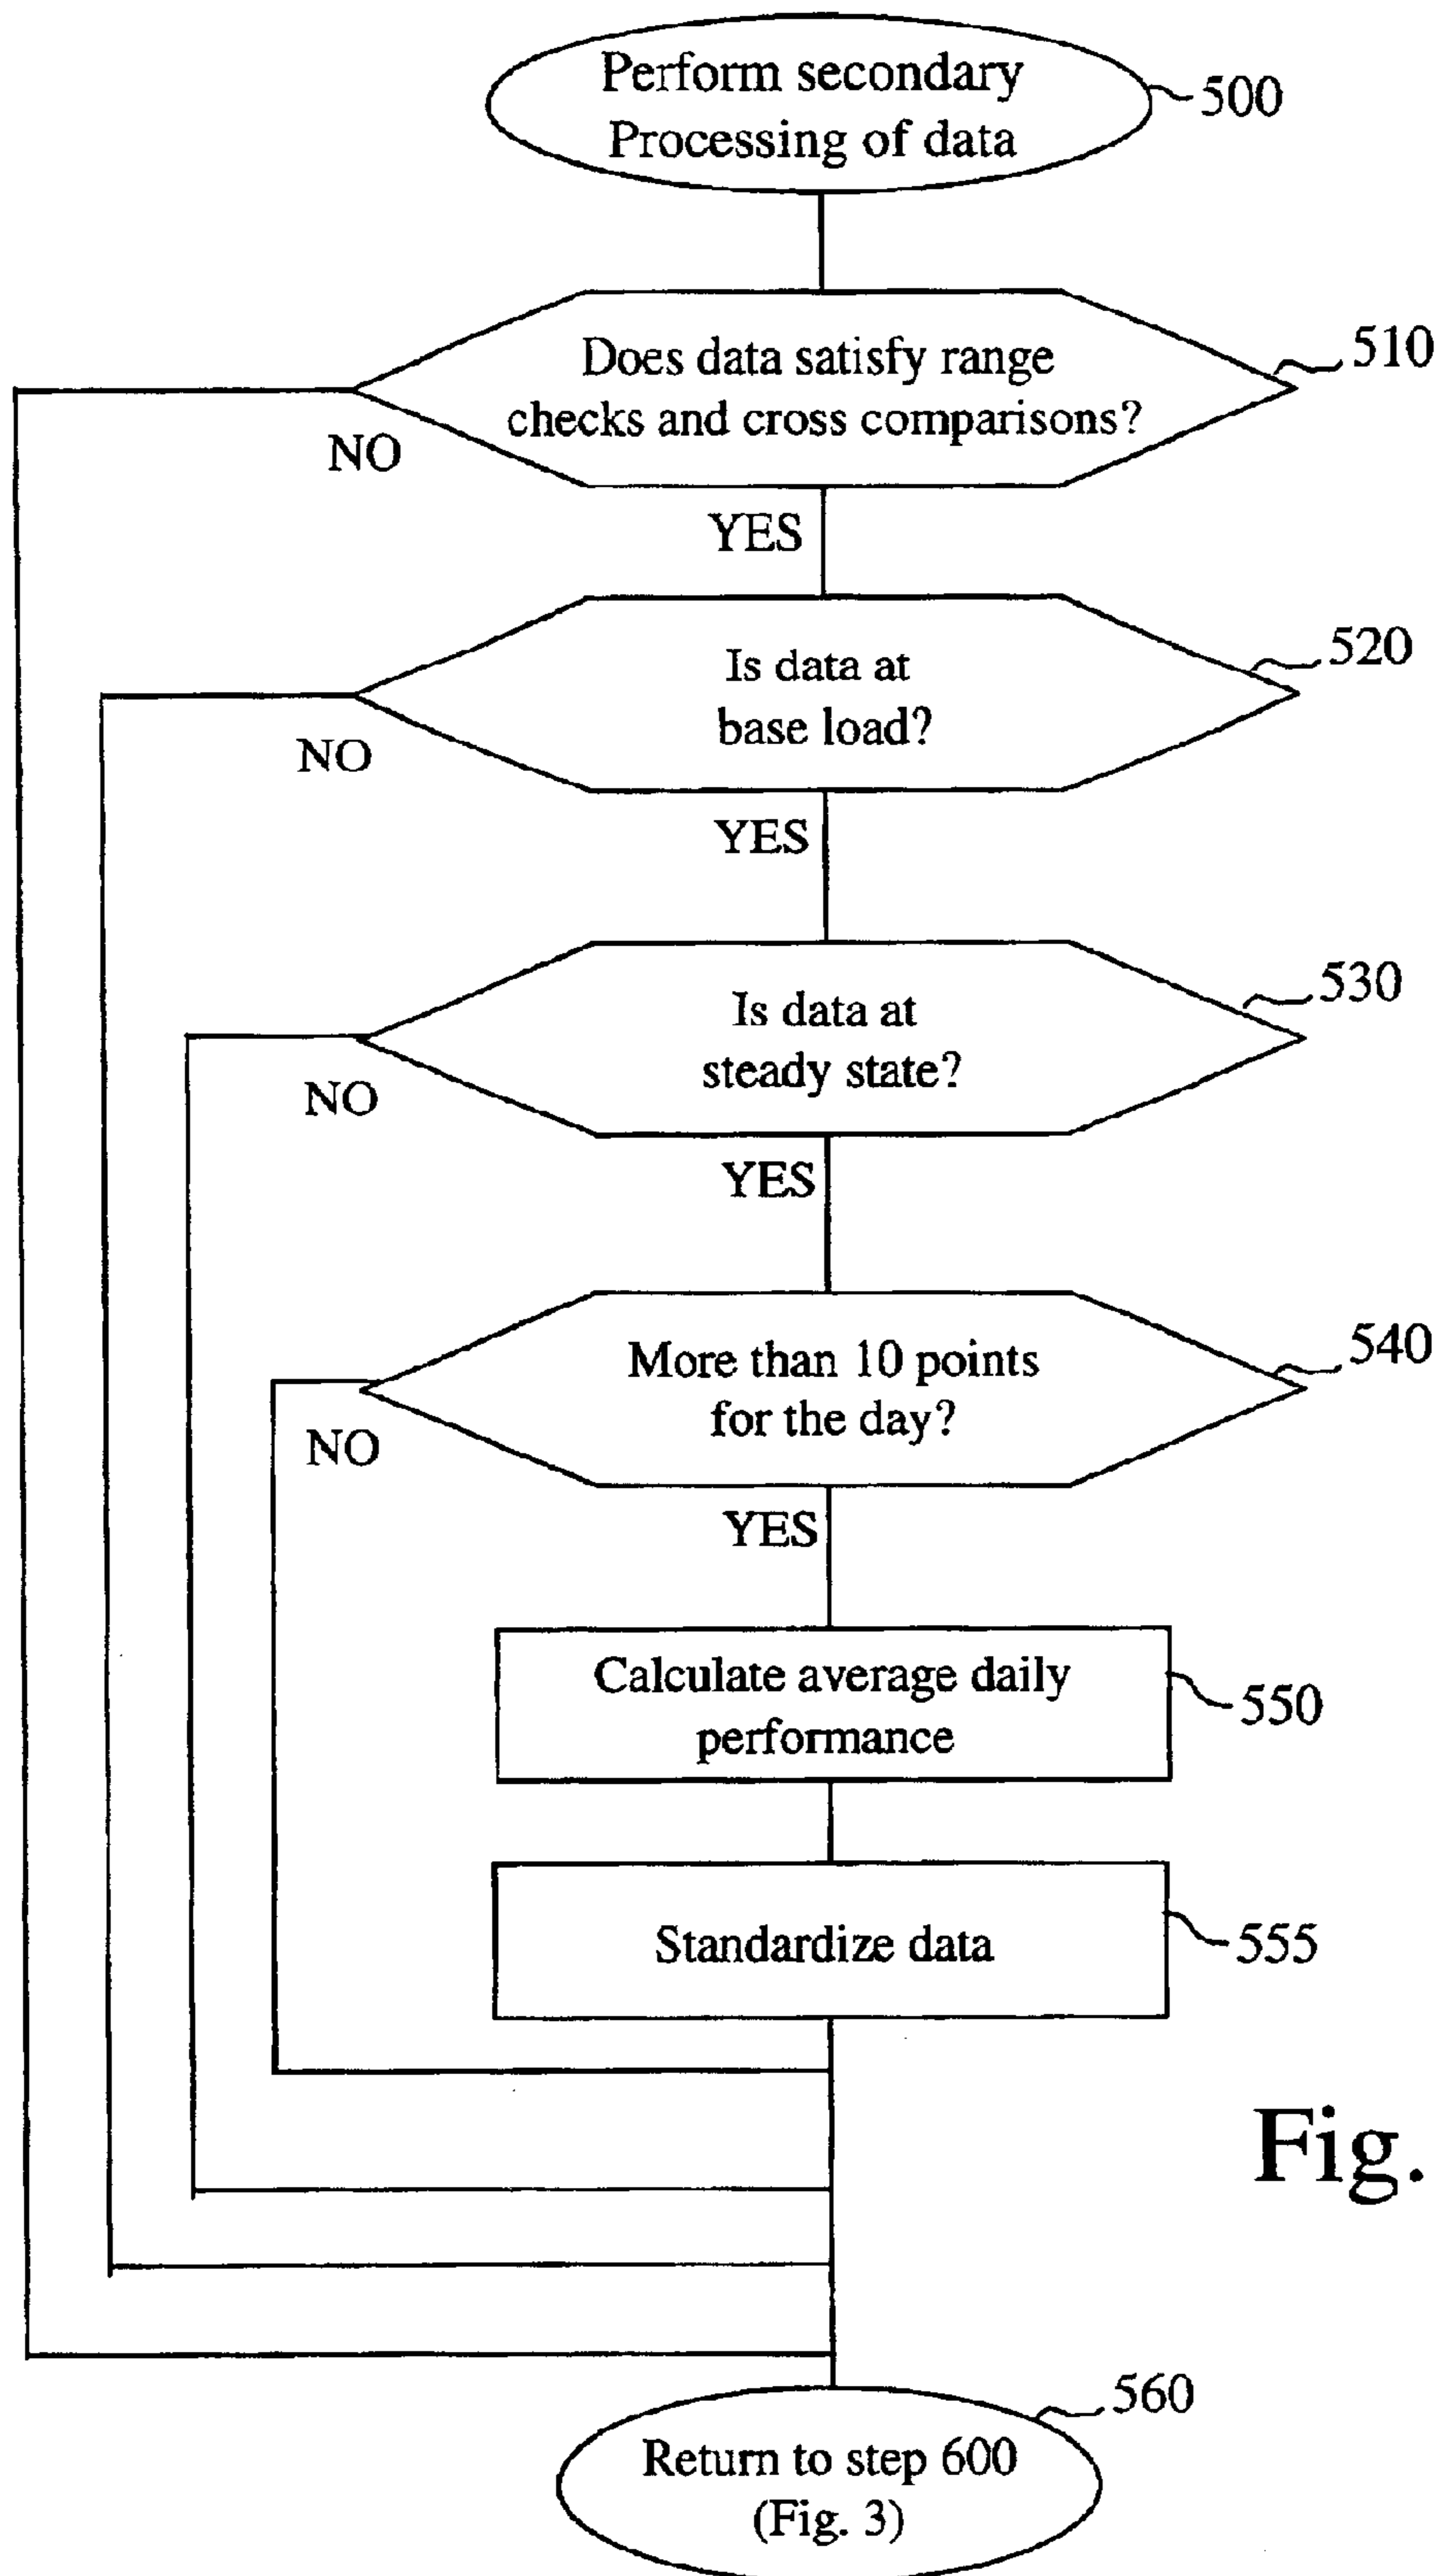 Perform secondary
Processing of data
500
Does data satisfy range
checks and cross comparisons?
510
NO
YES
Is data at
base load?
520
NO
YES
Is data at
steady state?
530
NO
YES
More than 10 points
for the day?
540
NO
YES
Calculate average daily
performance
550
Standardize data
555
Fig.
560
Return to step 600
(Fig. 3)